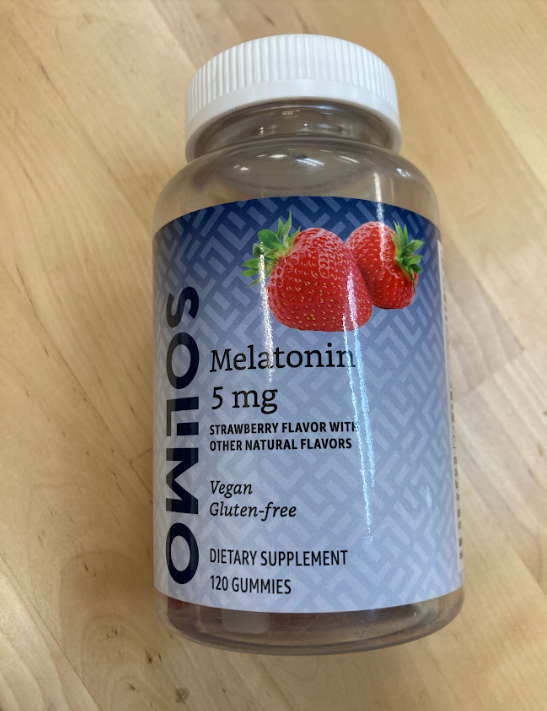 SOLIMO
Melatonin
5 mg
STRAWBERRY FLAVOR WITH
OTHER NATURAL FLAVORS
Vegan
Gluten-free
DIETARY SUPPLEMENT
120 GUMMIES